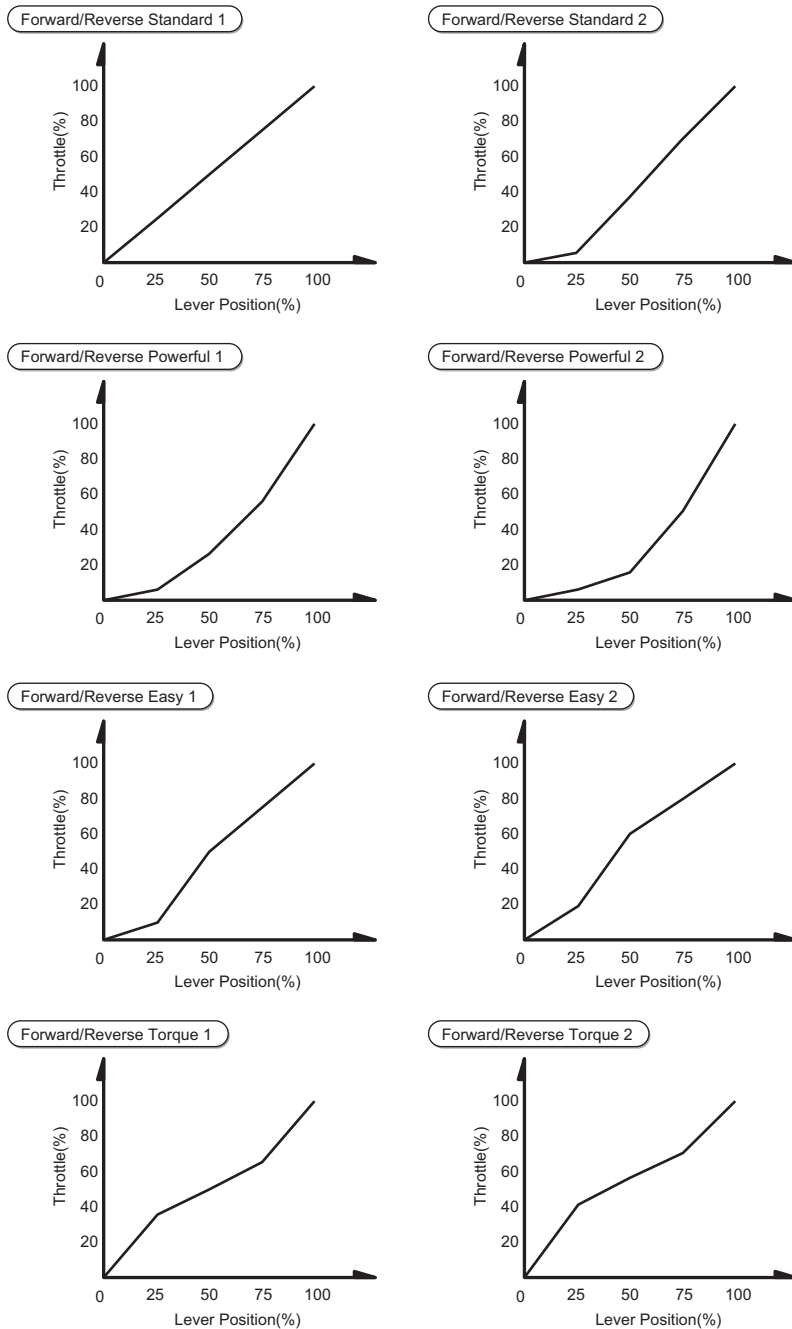 Forward/Reverse Standard 1
Throttle(%)
100
80
60
40
20
0 25 50 75 100
Lever Position(%)
Forward/Reverse Standard 2
Throttle(%)
100
80
60
40
20
0 25 50 75 100
Lever Position(%)
Forward/Reverse Powerful 1
Throttle(%)
100
80
60
40
20
0 25 50 75 100
Lever Position(%)
Forward/Reverse Powerful 2
Throttle(%)
100
80
60
40
20
0 25 50 75 100
Lever Position(%)
Forward/Reverse Easy 1
Throttle(%)
100
80
60
40
20
0 25 50 75 100
Lever Position(%)
Forward/Reverse Easy 2
Throttle(%)
100
80
60
40
20
0 25 50 75 100
Lever Position(%)
Forward/Reverse Torque 1
Throttle(%)
100
80
60
40
20
0 25 50 75 100
Lever Position(%)
Forward/Reverse Torque 2
Throttle(%)
100
80
60
40
20
0 25 50 75 100
Lever Position(%)